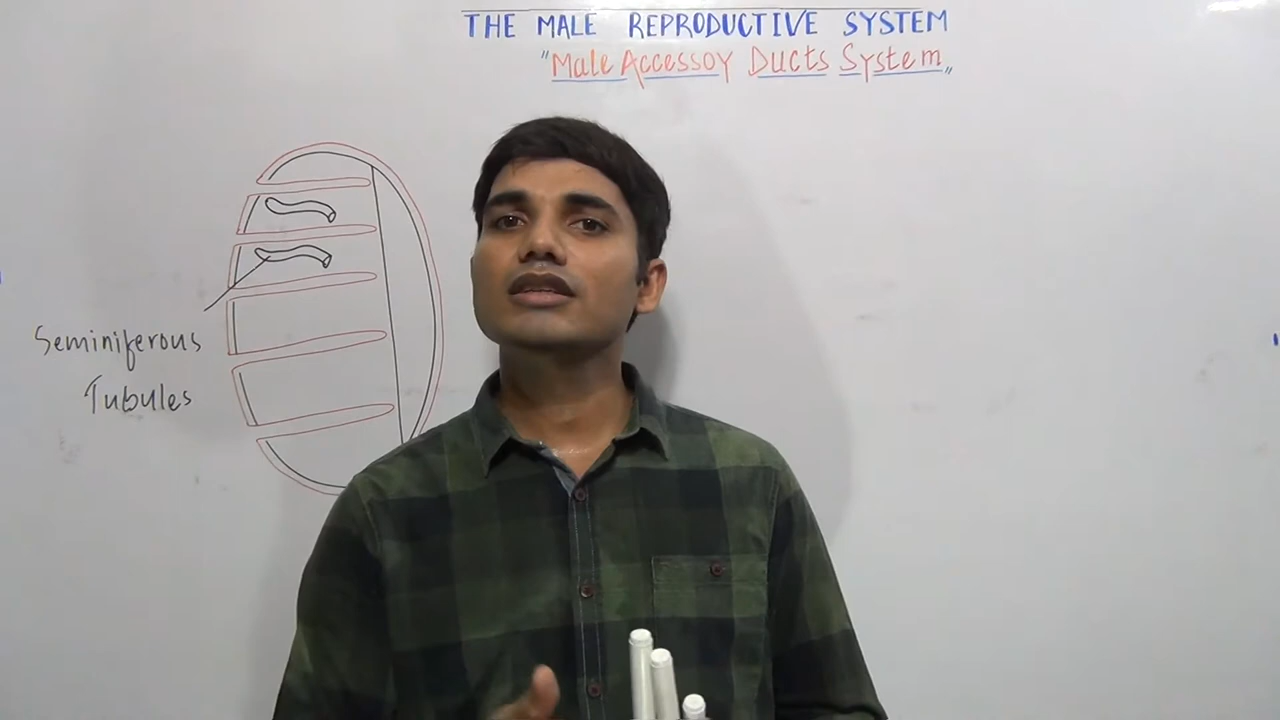 THE MALE REPRODUCTIVE SYSTEM
"Male Accessoy Ducts System"
Seminiferous
Tubules